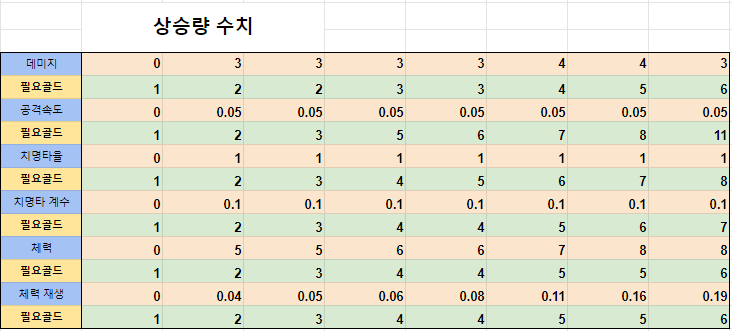 상승량 수치
데미지 0 3 3 3 3 4 4 3
필요골드 1 2 2 3 3 4 5 6
공격속도 0 0.05 0.05 0.05 0.05 0.05 0.05 0.05
필요골드 1 2 3 5 6 7 8 11
치명타율 0 1 1 1 1 1 1 1
필요골드 1 2 3 4 5 6 7 8
치명타 계수 0 0.1 0.1 0.1 0.1 0.1 0.1 0.1
필요골드 1 2 3 4 4 5 6 7
체력 0 5 5 6 6 7 8 8
필요골드 1 2 3 4 4 5 5 6
체력 재생 0 0.04 0.05 0.06 0.08 0.11 0.16 0.19
필요골드 1 2 3 4 4 5 5 6